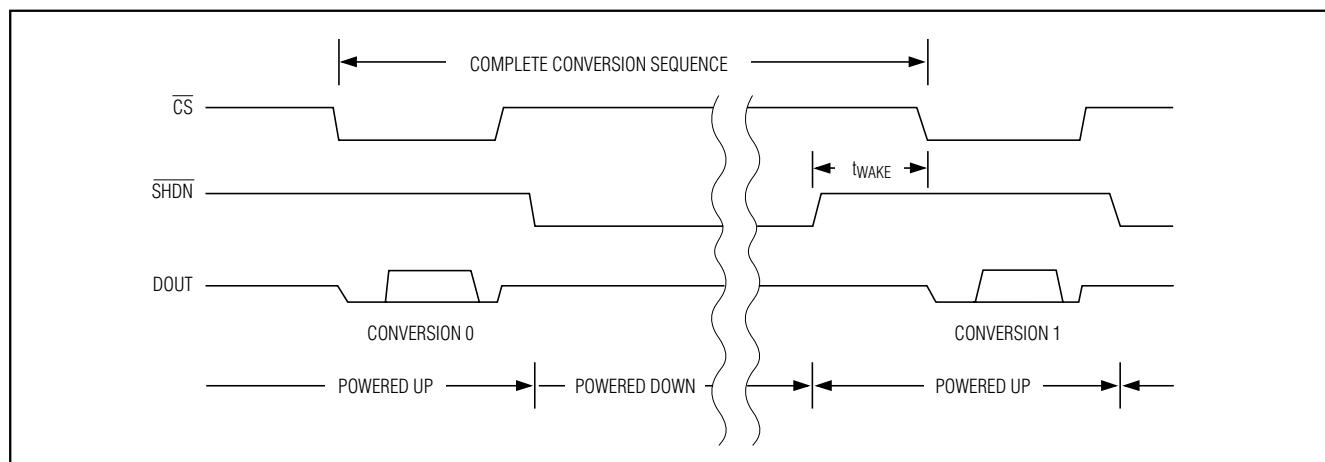 COMPLETE CONVERSION SEQUENCE
CS
tWAKE
SHDN
DOUT
CONVERSION 0 CONVERSION 1
POWERED UP POWERED DOWN POWERED UP